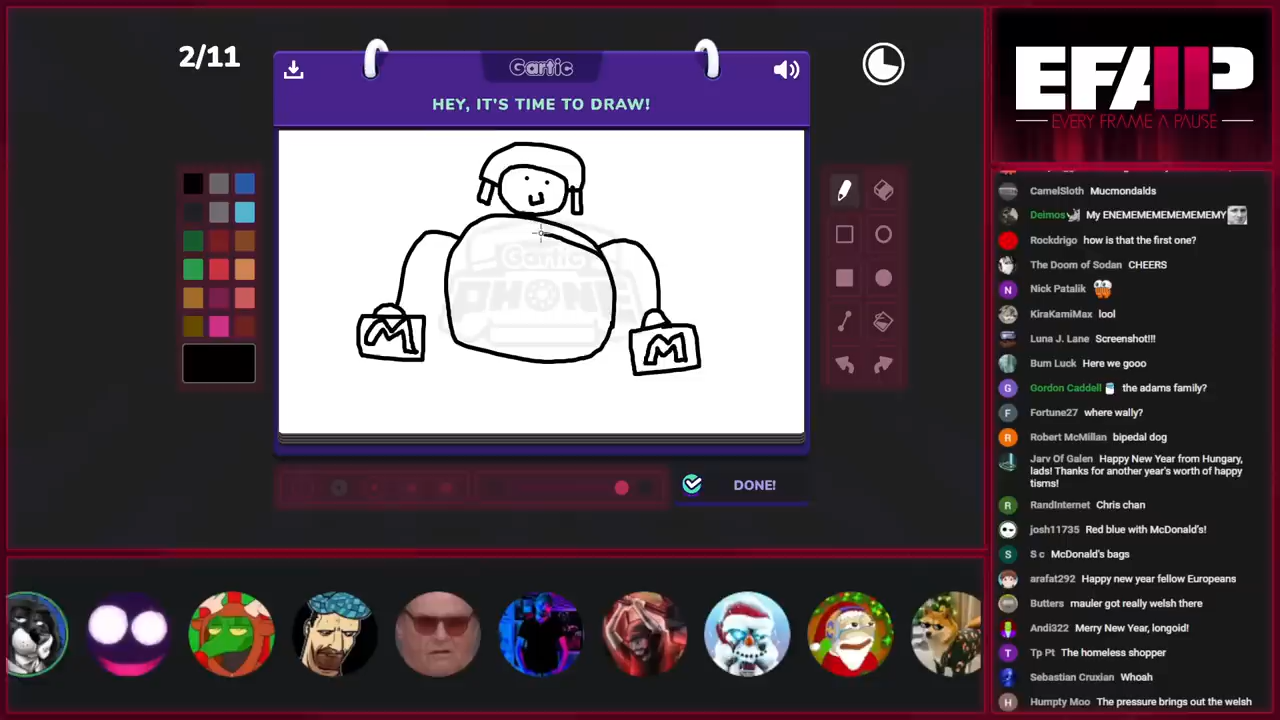 2/11
Gartic
HEY, IT'S TIME TO DRAW!
Gartic
PHONE
M
M
DONE!
EFAP
EVERY FRAME A PAUSE
CamelSloth Mucmondalds
Deimos My ENEMEMEMEMEMEMY
Rockdrigo how is that the first one?
The Doom of Sodan CHEERS
N Nick Patalik
KiraKamiMax lool
Luna J. Lane Screenshot!!!
Bum Luck Here we gooo
G Gordon Caddell the adams family?
F Fortune27 where wally?
R Robert McMillan bipedal dog
Jarv Of Galen Happy New Year from Hungary,
lads! Thanks for another year's worth of happy
tisms!
R RandInternet Chris chan
josh11735 Red blue with McDonald's!
S S c McDonald's bags
arafat292 Happy new year fellow Europeans
Butters mauler got really welsh there
Andi322 Merry New Year, longoid!
T Tp Pt The homeless shopper
Sebastian Cruxian Whoah
H Humpty Moo The pressure brings out the welsh